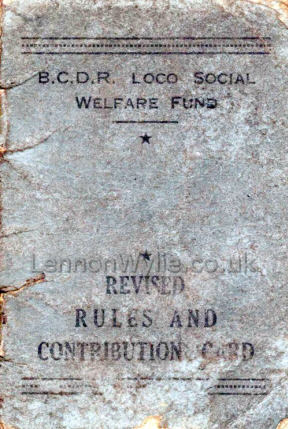 B.C.D.R. LOCO SOCIAL
WELFARE FUND
LennonWylie.co.uk
REVISED
RULES AND
CONTRIBUTION CARD